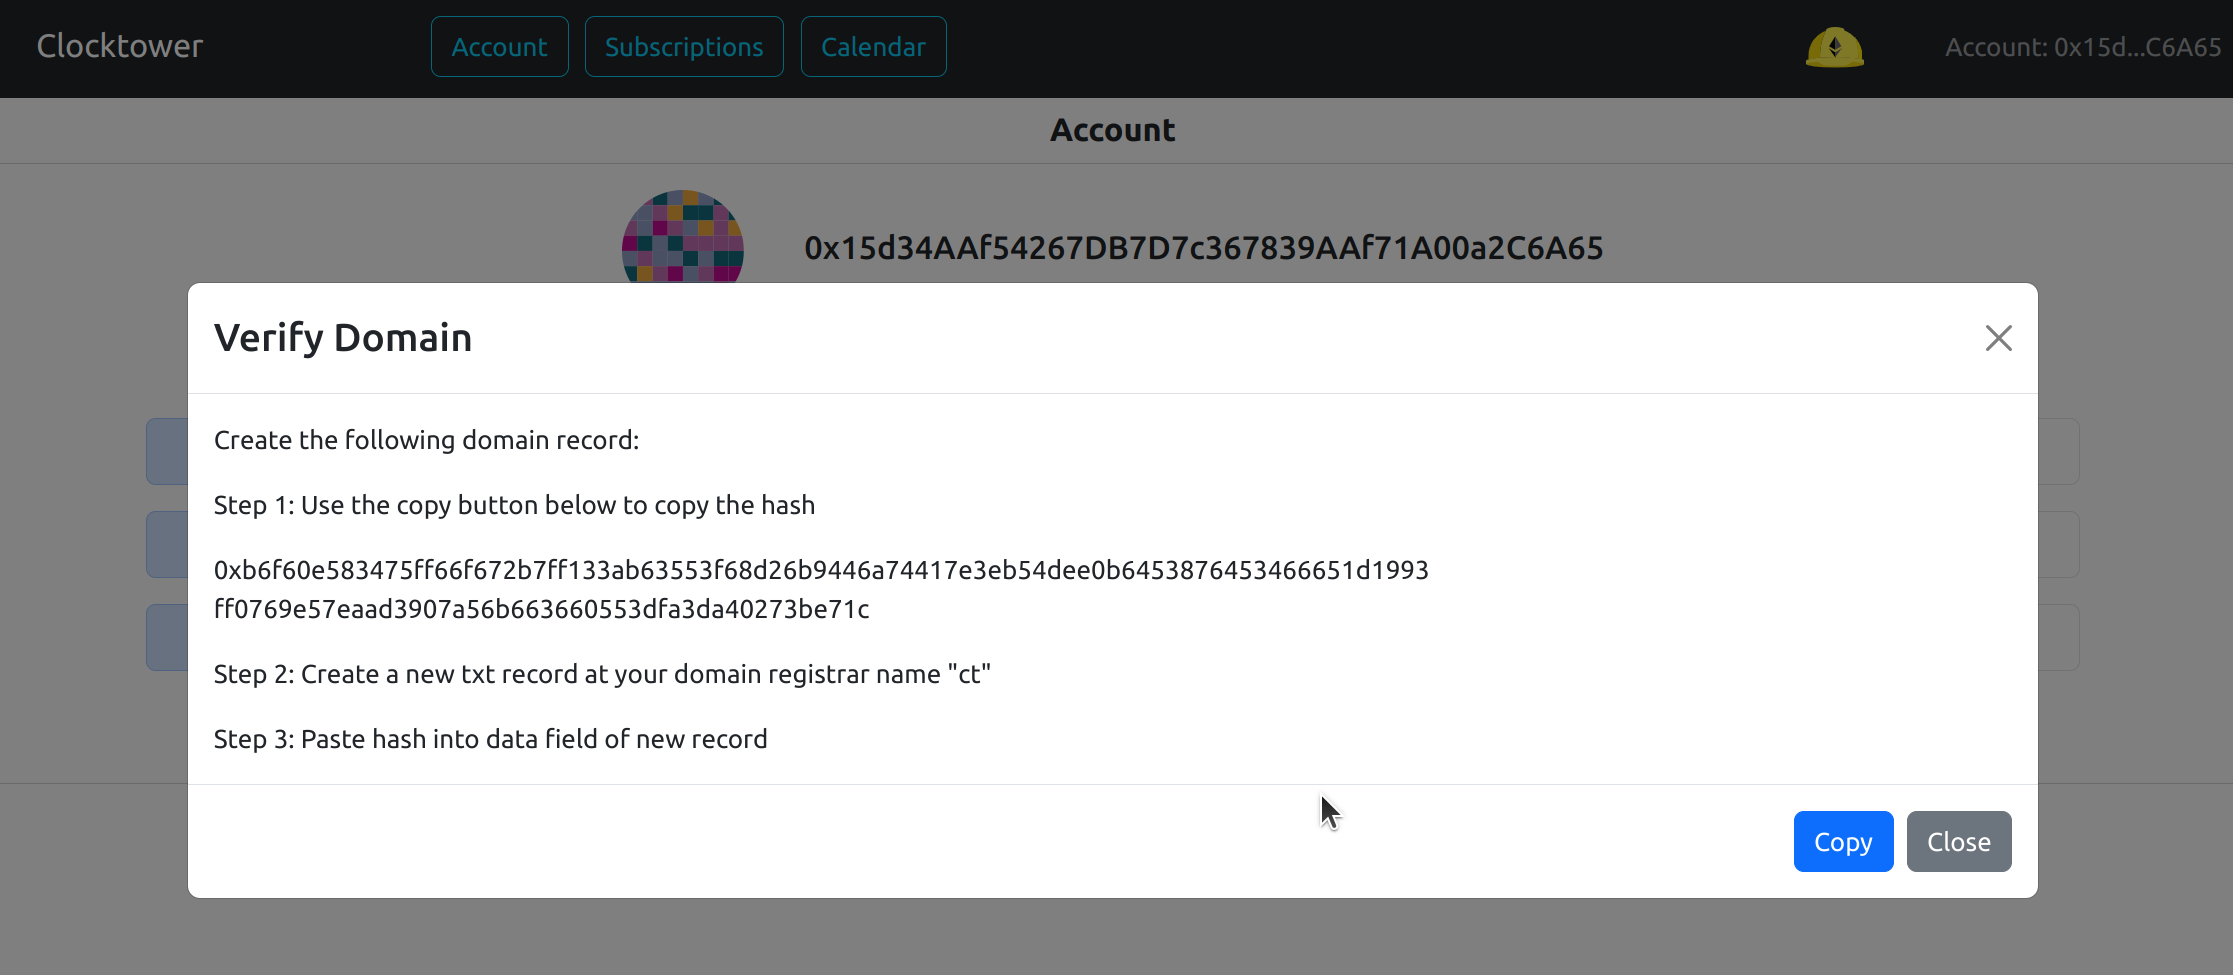 Clocktower
Account
Subscriptions
Calendar
Account: 0x15d...C6A65
Account
0x15d34AAf54267DB7D7c367839AAf71A00a2C6A65
Verify Domain
Create the following domain record:
Step 1: Use the copy button below to copy the hash
0xb6f60e583475ff66f672b7ff133ab63553f68d26b9446a74417e3eb54dee0b6453876453466651d1993
ff0769e57eaad3907a56b663660553dfa3da40273be71c
Step 2: Create a new txt record at your domain registrar name "ct"
Step 3: Paste hash into data field of new record
Copy
Close